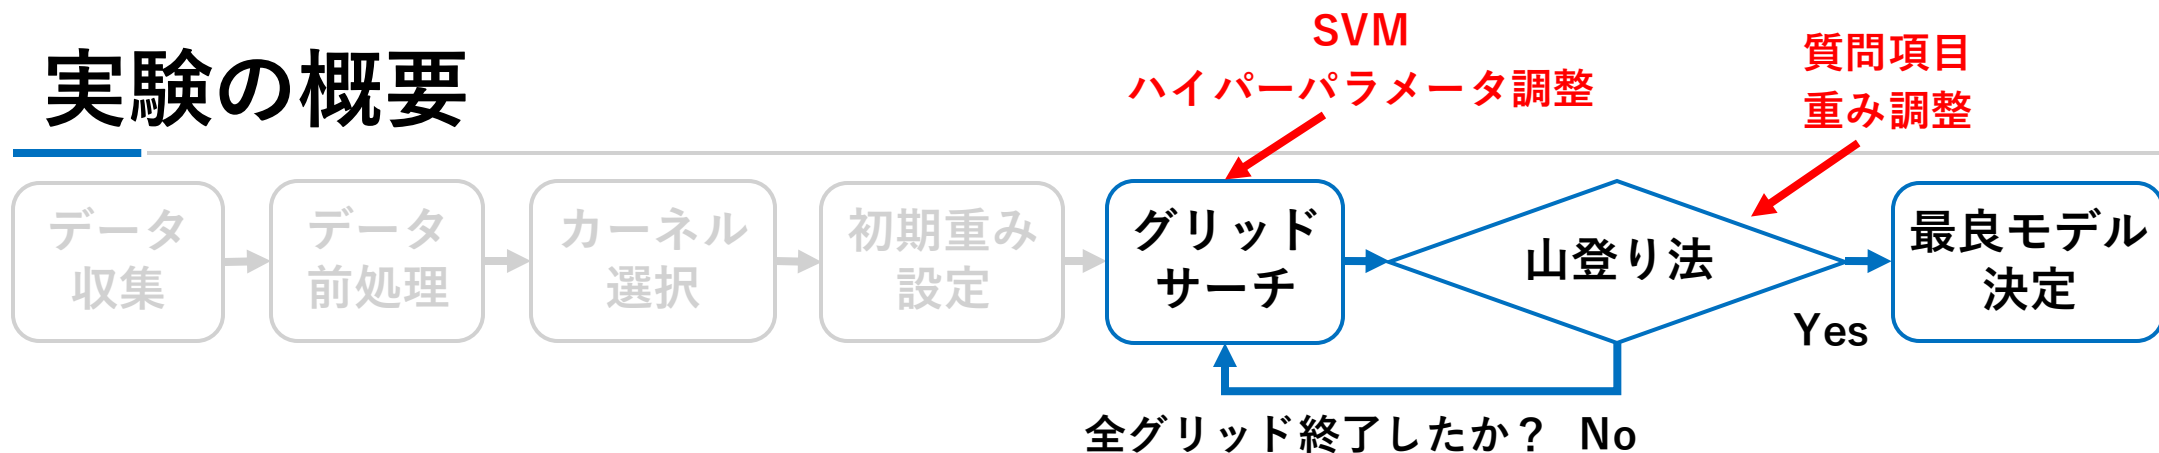 実験の概要
SVM
ハイパーパラメータ調整
質問項目
重み調整
データ
収集
データ
前処理
カーネル
選択
初期重み
設定
グリッド
サーチ
山登り法
最良モデル
決定
Yes
全グリッド終了したか？ No